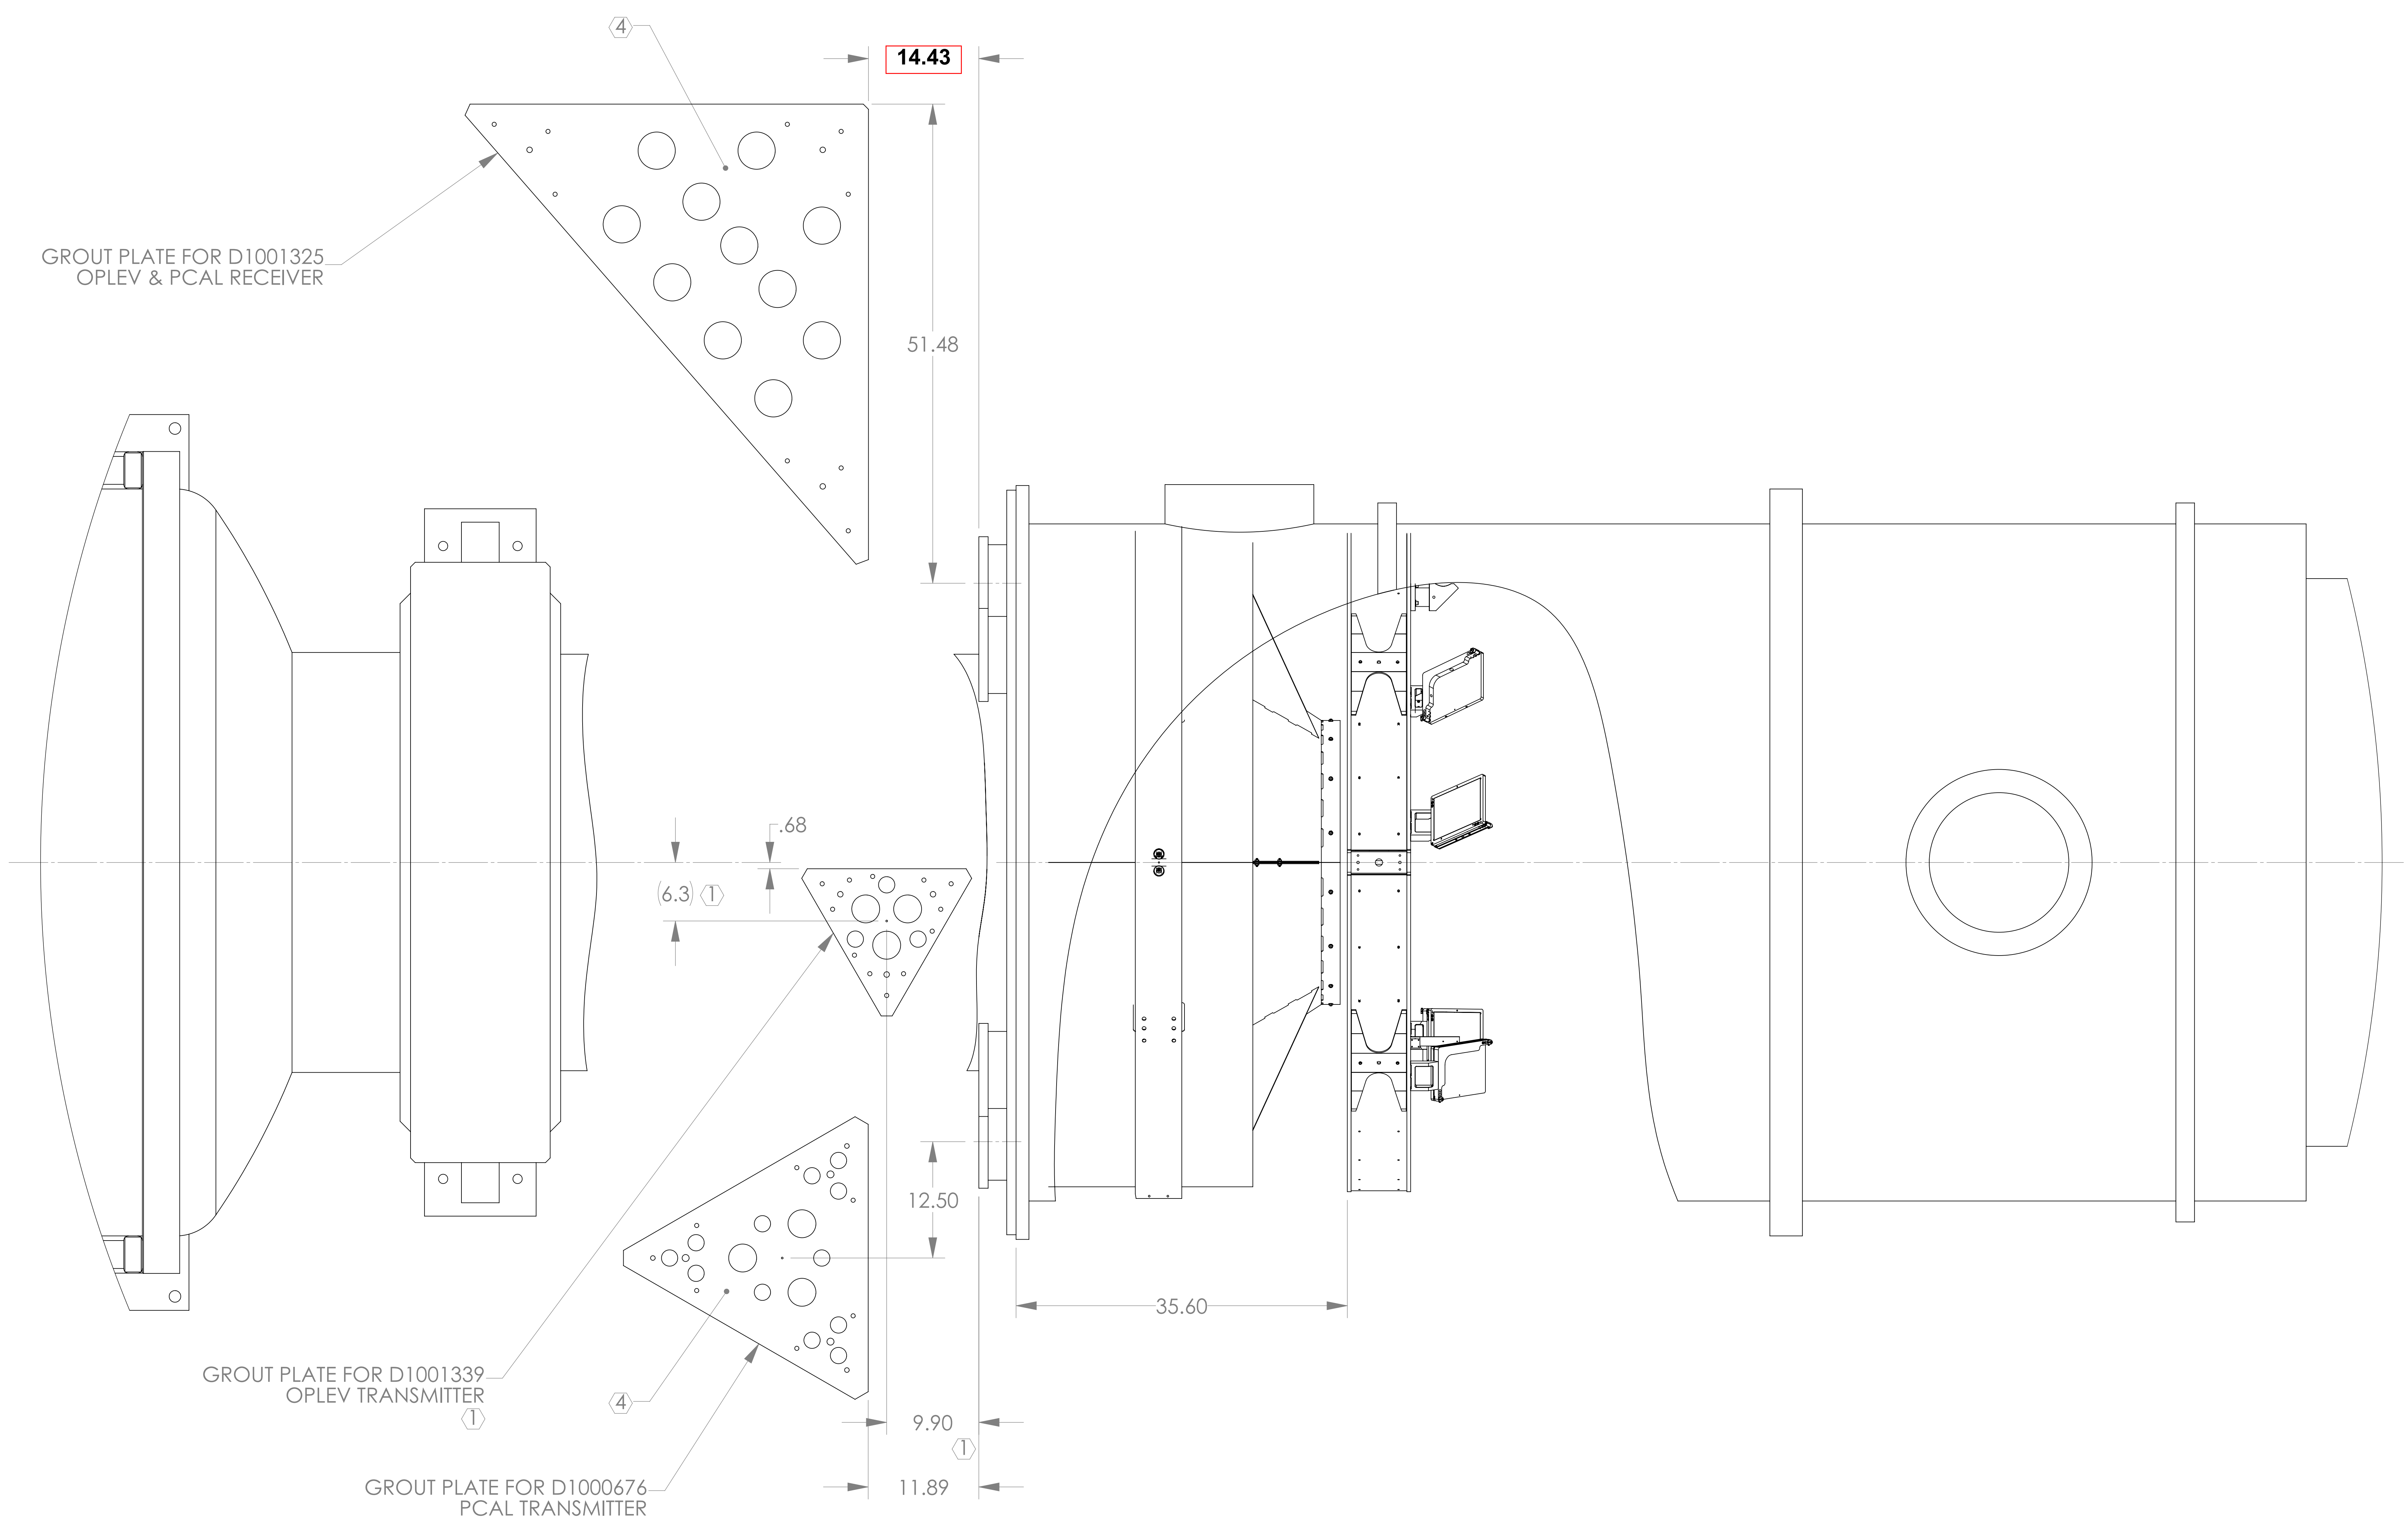 4
14.43
GROUT PLATE FOR D1001325
OPLEV & PCAL RECEIVER
51.48
.68
(6.3) 1
12.50
35.60
GROUT PLATE FOR D1001339
OPLEV TRANSMITTER
1
4
9.90
1
GROUT PLATE FOR D1000676
PCAL TRANSMITTER
11.89